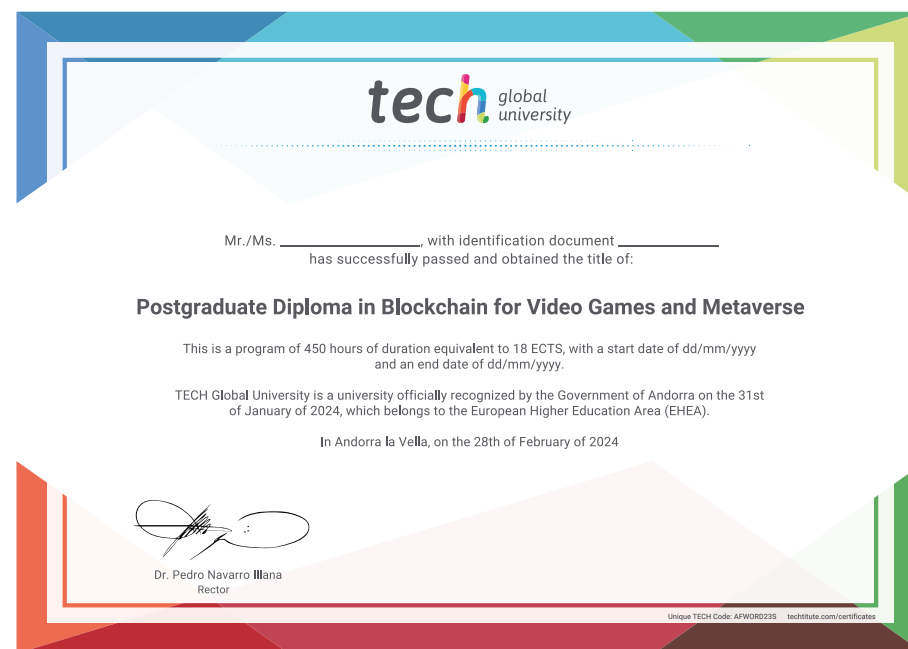 tech global
university
Mr./Ms. ____________________, with identification document ______________
has successfully passed and obtained the title of:
Postgraduate Diploma in Blockchain for Video Games and Metaverse
This is a program of 450 hours of duration equivalent to 18 ECTS, with a start date of dd/mm/yyyy
and an end date of dd/mm/yyyy.
TECH Global University is a university officially recognized by the Government of Andorra on the 31st
of January of 2024, which belongs to the European Higher Education Area (EHEA).
In Andorra la Vella, on the 28th of February of 2024
Dr. Pedro Navarro Illana
Rector
Unique TECH Code: AFWORD23S techtitute.com/certificates